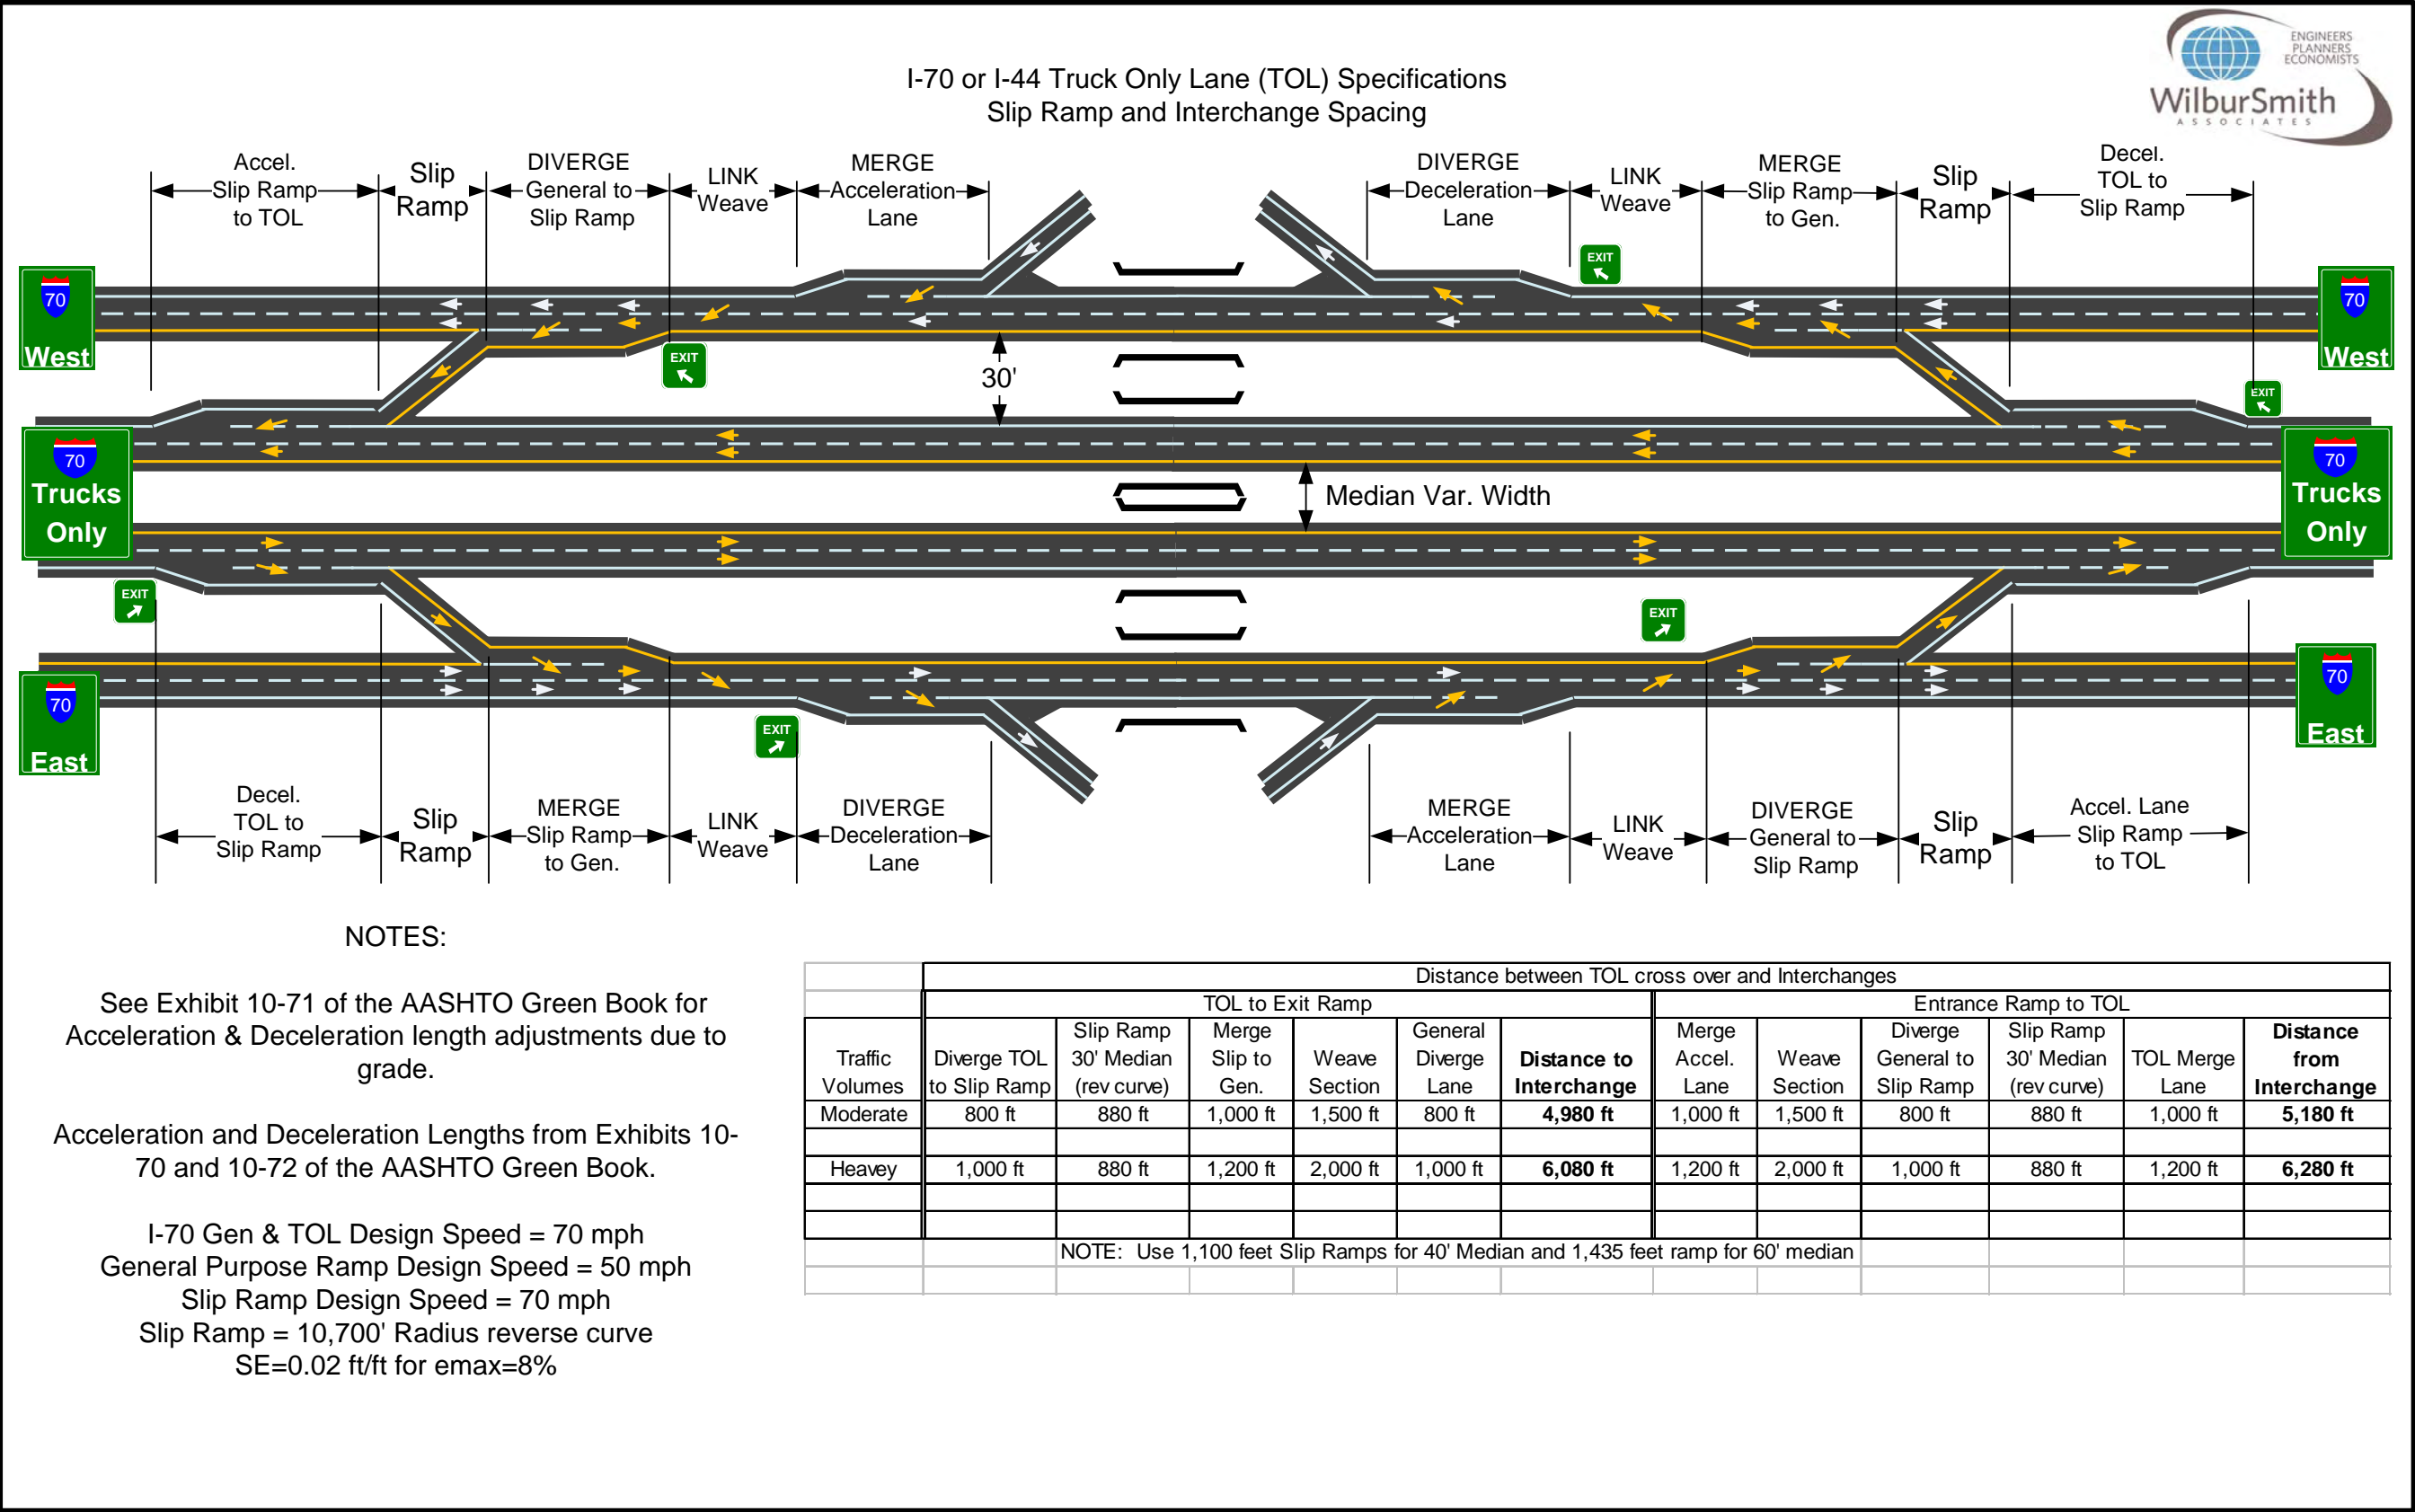 ENGINEERS
PLANNERS
ECONOMISTS
WilburSmith
ASSOCIATES
I-70 or I-44 Truck Only Lane (TOL) Specifications
Slip Ramp and Interchange Spacing
Accel.
Slip Ramp
to TOL
Slip
Ramp
DIVERGE
General to
Slip Ramp
LINK
Weave
MERGE
Acceleration
Lane
DIVERGE
Deceleration
Lane
LINK
Weave
MERGE
Slip Ramp
to Gen.
Slip
Ramp
Decel.
TOL to
Slip Ramp
EXIT
70
West
70
West
EXIT
30'
EXIT
70
Trucks
Only
70
Trucks
Only
Median Var. Width
EXIT
EXIT
70
East
70
East
EXIT
Decel.
TOL to
Slip Ramp
Slip
Ramp
MERGE
Slip Ramp
to Gen.
LINK
Weave
DIVERGE
Deceleration
Lane
MERGE
Acceleration
Lane
LINK
Weave
DIVERGE
General to
Slip Ramp
Slip
Ramp
Accel. Lane
Slip Ramp
to TOL
NOTES:
See Exhibit 10-71 of the AASHTO Green Book for
Acceleration & Deceleration length adjustments due to
grade.
Acceleration and Deceleration Lengths from Exhibits 10-
70 and 10-72 of the AASHTO Green Book.
I-70 Gen & TOL Design Speed = 70 mph
General Purpose Ramp Design Speed = 50 mph
Slip Ramp Design Speed = 70 mph
Slip Ramp = 10,700' Radius reverse curve
SE=0.02 ft/ft for emax=8%
Distance between TOL cross over and Interchanges
TOL to Exit Ramp Entrance Ramp to TOL
Slip Ramp Merge General Merge Diverge Slip Ramp Distance
Traffic Diverge TOL 30' Median Slip to Weave Diverge Distance to Accel. Weave General to 30' Median TOL Merge from
Volumes to Slip Ramp (rev curve) Gen. Section Lane Interchange Lane Section Slip Ramp (rev curve) Lane Interchange
Moderate 800 ft 880 ft 1,000 ft 1,500 ft 800 ft 4,980 ft 1,000 ft 1,500 ft 800 ft 880 ft 1,000 ft 5,180 ft
Heavey 1,000 ft 880 ft 1,200 ft 2,000 ft 1,000 ft 6,080 ft 1,200 ft 2,000 ft 1,000 ft 880 ft 1,200 ft 6,280 ft
NOTE: Use 1,100 feet Slip Ramps for 40' Median and 1,435 feet ramp for 60' median